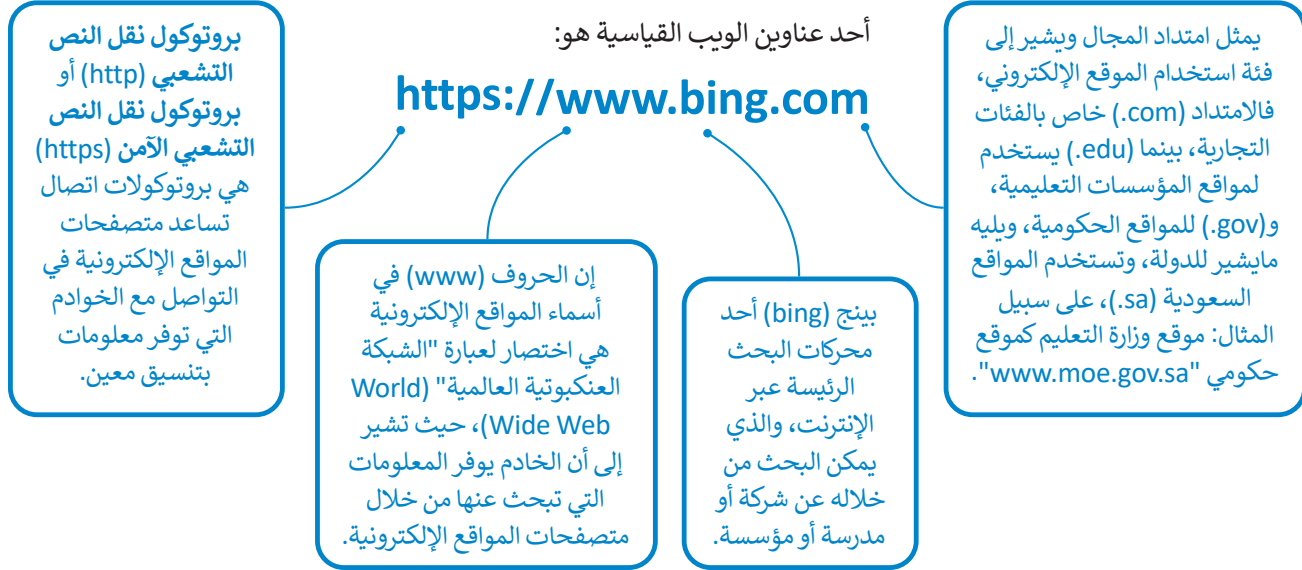 أحد عناوين الويب القياسية هو:
https://www.bing.com
يمثل امتداد المجال ويشير إلى
فئة استخدام الموقع الإلكتروني،
فالامتداد (com.) خاص بالفئات
التجارية، بينما (edu.) يستخدم
لمواقع المؤسسات التعليمية،
و(gov.) للمواقع الحكومية، ويليه
مايشير للدولة، وتستخدم المواقع
السعودية (sa.)، على سبيل
المثال: موقع وزارة التعليم كموقع
حكومي "www.moe.gov.sa".
بينج (bing) أحد
محركات البحث
الرئيسة عبر
الإنترنت، والذي
يمكن البحث من
خلاله عن شركة أو
مدرسة أو مؤسسة.
إن الحروف (www) في
أسماء المواقع الإلكترونية
هي اختصار لعبارة "الشبكة
العنكبوتية العالمية" (World
Wide Web)، حيث تشير
إلى أن الخادم يوفر المعلومات
التي تبحث عنها من خلال
متصفحات المواقع الإلكترونية.
بروتوكول نقل النص
التشعبي (http) أو
بروتوكول نقل النص
التشعبي الآمن (https)
هي بروتوكولات اتصال
تساعد متصفحات
المواقع الإلكترونية في
التواصل مع الخوادم
التي توفر معلومات
بتنسيق معين.